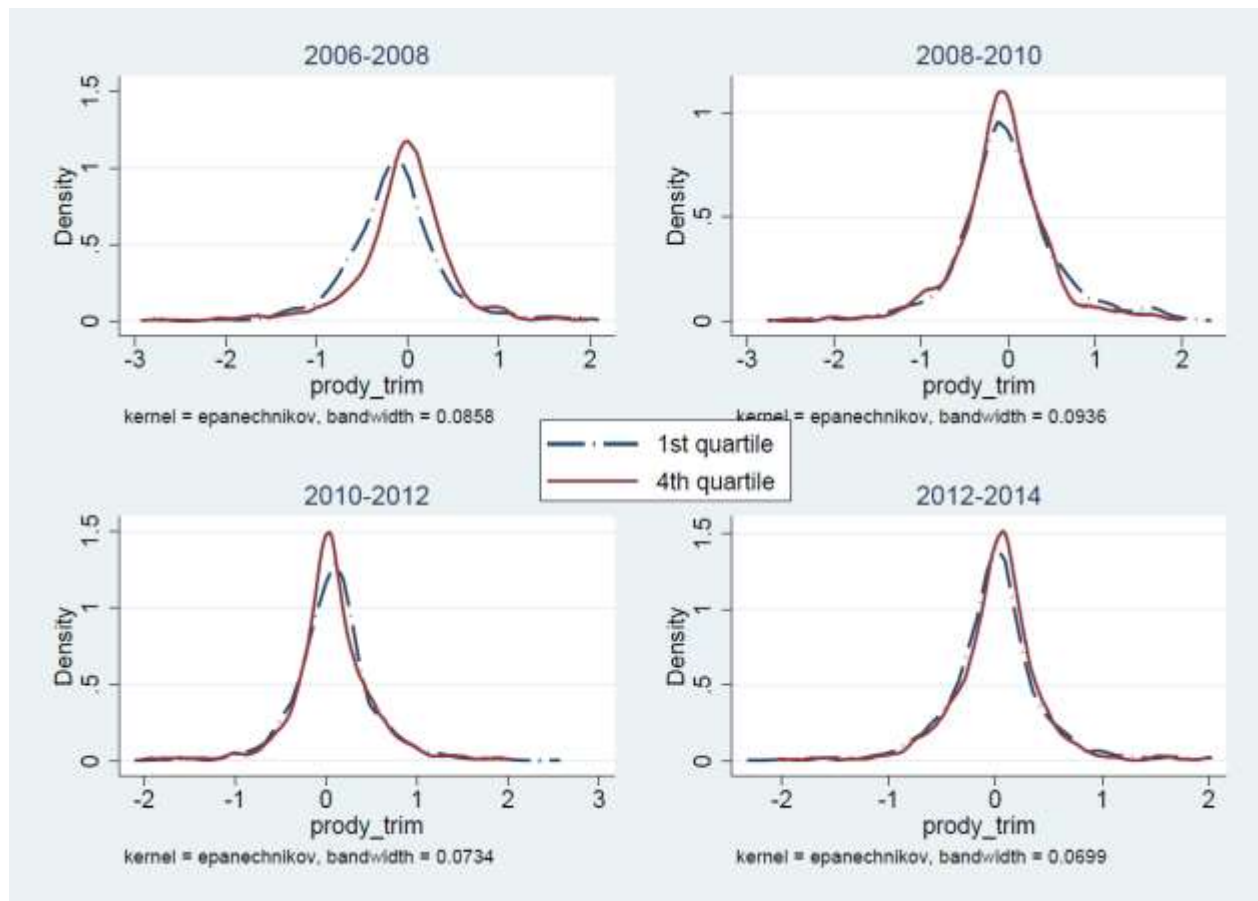 2006-2008
1.5
1
.5
0
Density
-3 -2 -1 0 1 2
prody_trim
kernel = epanechnikov, bandwidth = 0.0858
2008-2010
1
.5
0
Density
-3 -2 -1 0 1 2
prody_trim
kernel = epanechnikov, bandwidth = 0.0936
1st quartile
4th quartile
2010-2012
1.5
1
.5
0
Density
-2 -1 0 1 2 3
prody_trim
kernel = epanechnikov, bandwidth = 0.0734
2012-2014
1.5
1
.5
0
Density
-2 -1 0 1 2
prody_trim
kernel = epanechnikov, bandwidth = 0.0699